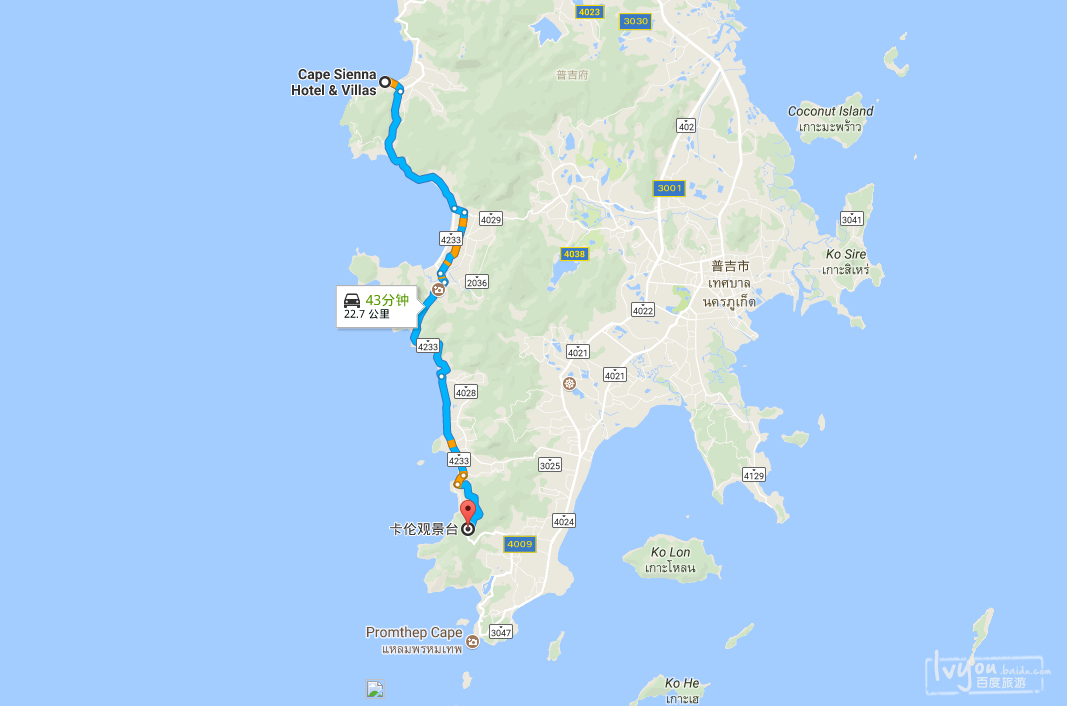 4023
3030
Cape Sienna
Hotel & Villas
普吉府
Coconut Island
เกาะมะพร้าว
402
3001
4029
3041
4233
4038
Ko Sire
เกาะสิเหร่
普吉市
เทศบาล
นครภูเก็ต
2036
43分钟
22.7 公里
4022
4233
4021
4021
4028
4233
3025
4129
4024
卡伦观景台
4009
Ko Lon
เกาะโหลน
Promthep Cape
แหลมพรหมเทพ
3047
Ko He
เกาะเฮ
lvyou.baidu.com
百度旅游